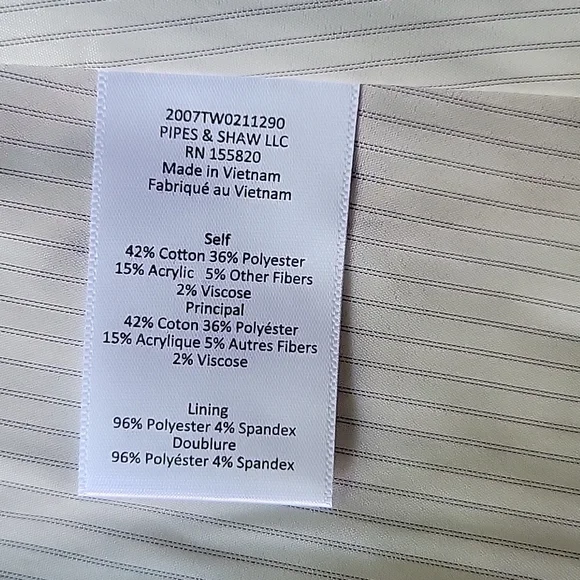 2007TW0211290
PIPES & SHAW LLC
RN 155820
Made in Vietnam
Fabriqué au Vietnam
Self
42% Cotton 36% Polyester
15% Acrylic 5% Other Fibers
2% Viscose
Principal
42% Coton 36% Polyéster
15% Acrylique 5% Autres Fibers
2% Viscose
Lining
96% Polyester 4% Spandex
Doublure
96% Polyéster 4% Spandex